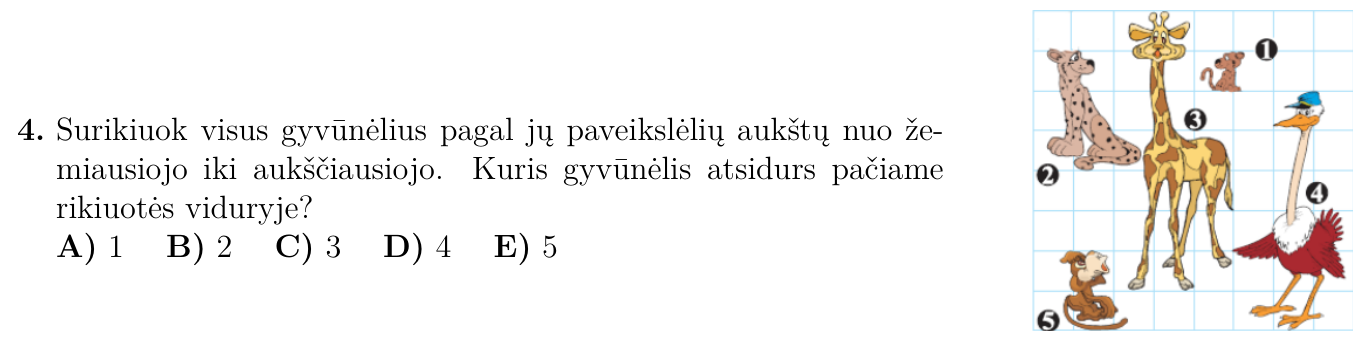 4. Surikiuok visus gyvūnėlius pagal jų paveikslėlių aukštų nuo že-
miausiojo iki aukščiausiojo. Kuris gyvūnėlis atsidurs pačiame
rikiuotės viduryje?
A) 1 B) 2 C) 3 D) 4 E) 5
1
3
2
4
5